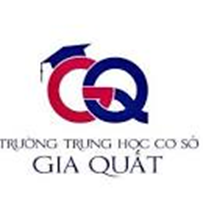 GQ
TRƯỜNG TRUNG HỌC CƠ SỞ
GIA QUẤT